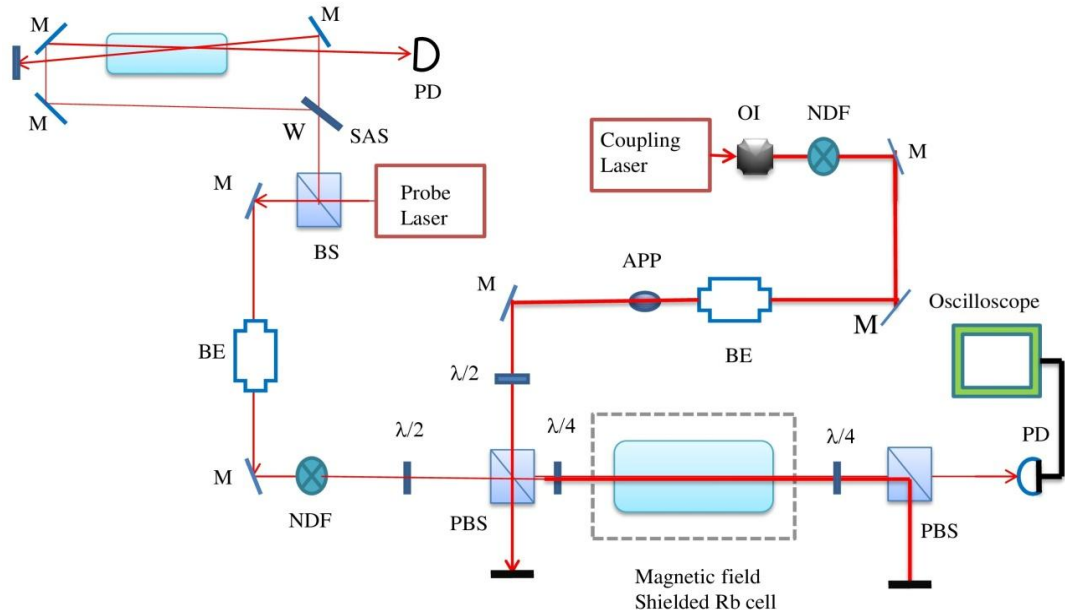 M
M
PD
M
W
SAS
OI
NDF
Coupling
Laser
M
M
Probe
Laser
BS
APP
M
M
BE
Oscilloscope
BE
λ/2
λ/2
λ/4
λ/4
PD
M
NDF
PBS
PBS
Magnetic field
Shielded Rb cell